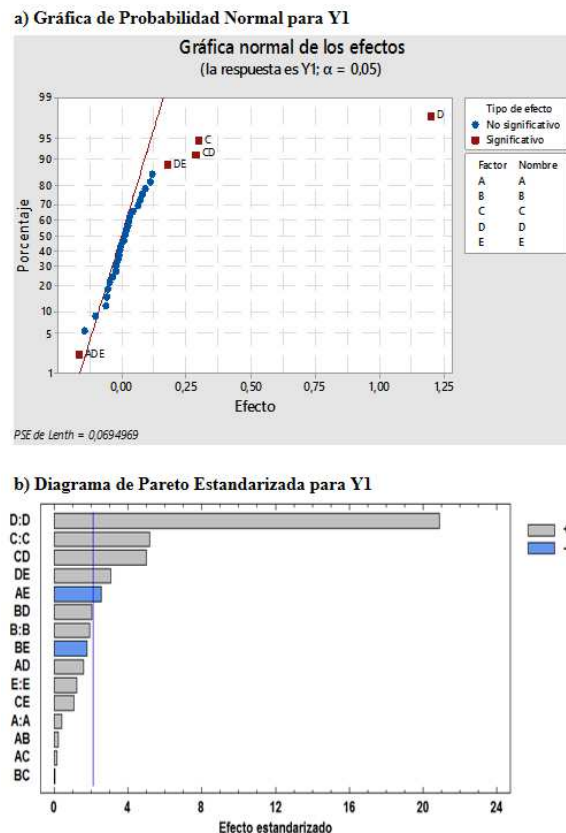 a) Gráfica de Probabilidad Normal para Y1
Gráfica normal de los efectos
(la respuesta es Y1; α = 0,05)
Porcentaje
99
95
90
80
70
60
50
40
30
20
10
5
1
D
C
CD
DE
ADE
0,00 0,25 0,50 0,75 1,00 1,25
Efecto
PSE de Lenth = 0,0694969
Tipo de efecto
No significativo
Significativo
Factor Nombre
A A
B B
C C
D D
E E
b) Diagrama de Pareto Estandarizada para Y1
D:D
C:C
CD
DE
AE
BD
B:B
BE
AD
E:E
CE
A:A
AB
AC
BC
0 4 8 12 16 20 24
Efecto estandarizado